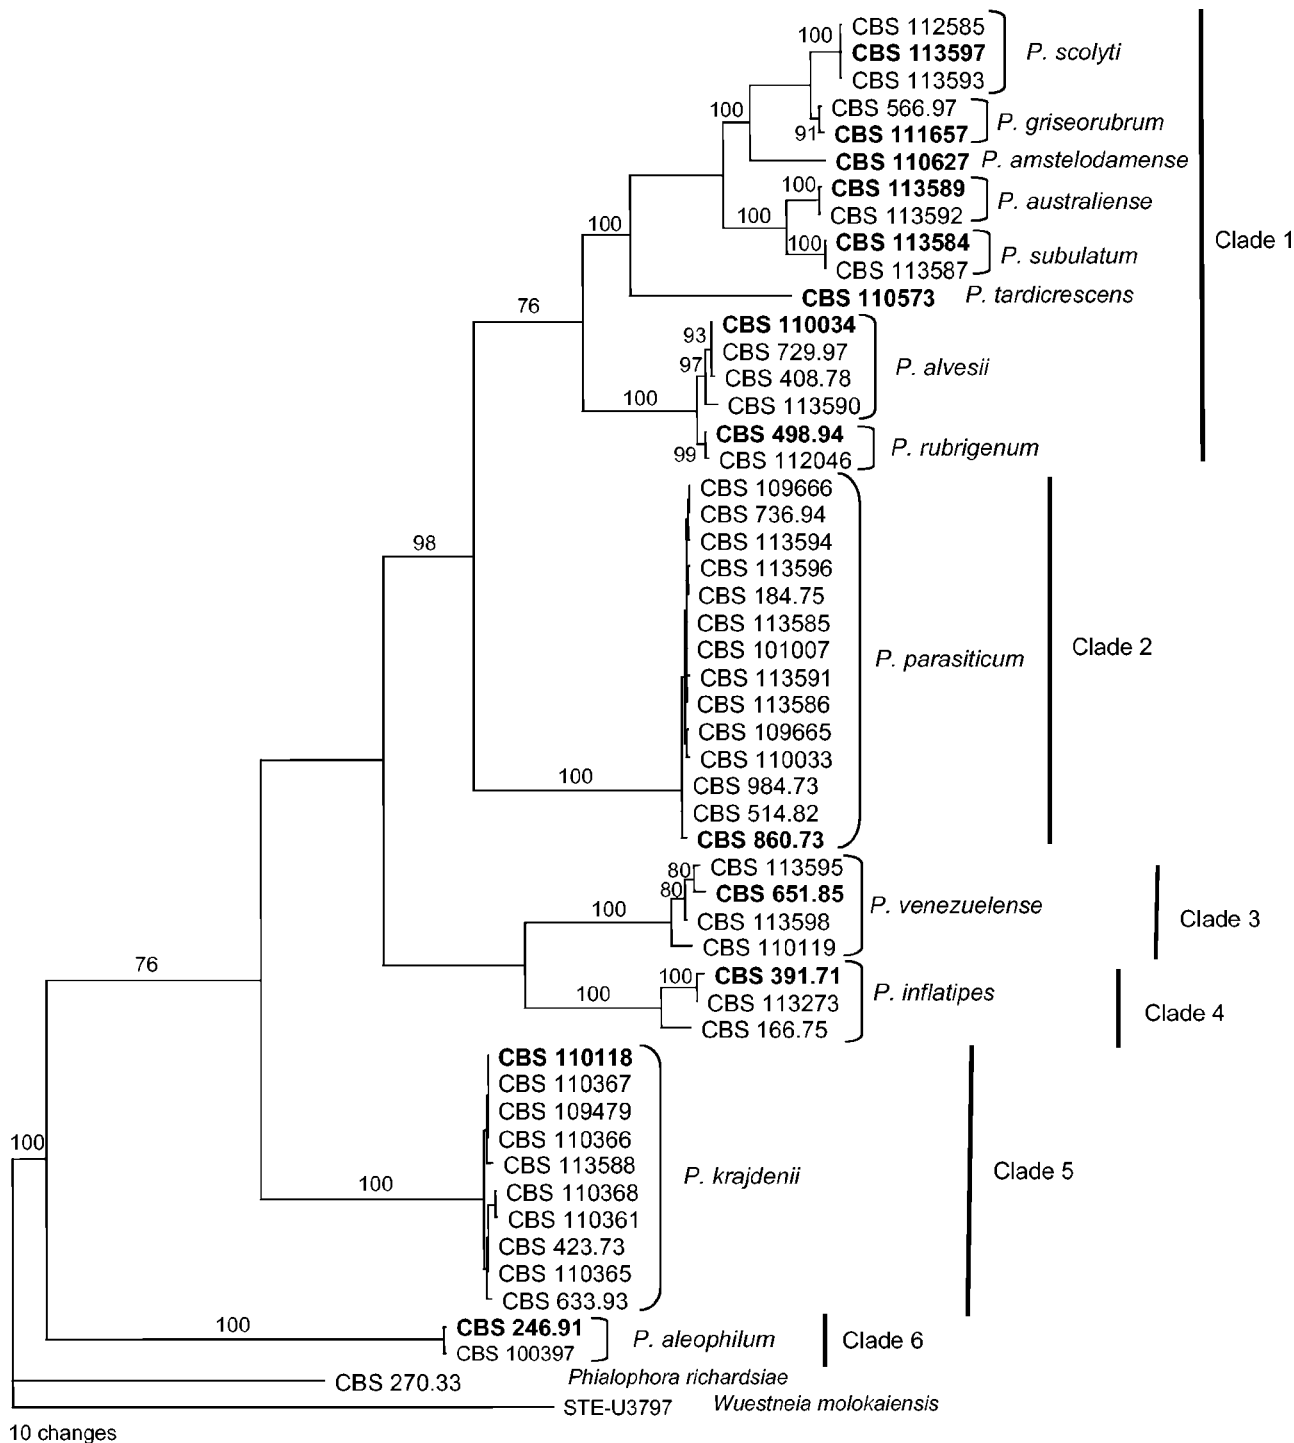 100
CBS 112585
CBS 113597
CBS 113593
P. scolyti
100
CBS 566.97
91
CBS 111657
P. griseorubrum
CBS 110627 P. amstelodamense
100
CBS 113589
CBS 113592
P. australiense
100
100
CBS 113584
CBS 113587
P. subulatum
Clade 1
100
CBS 110573 P. tardicrescens
76
93
CBS 110034
CBS 729.97
97
CBS 408.78
CBS 113590
P. alvesii
100
CBS 498.94
99
CBS 112046
P. rubrigenum
98
CBS 109666
CBS 736.94
CBS 113594
CBS 113596
CBS 184.75
CBS 113585
CBS 101007
CBS 113591
CBS 113586
CBS 109665
CBS 110033
CBS 984.73
CBS 514.82
CBS 860.73
P. parasiticum
Clade 2
100
80
CBS 113595
80
CBS 651.85
CBS 113598
CBS 110119
P. venezuelense
Clade 3
100
100
CBS 391.71
CBS 113273
CBS 166.75
P. inflatipes
Clade 4
100
76
CBS 110118
CBS 110367
CBS 109479
CBS 110366
CBS 113588
CBS 110368
CBS 110361
CBS 423.73
CBS 110365
CBS 633.93
P. krajdenii
Clade 5
100
100
100
CBS 246.91
CBS 100397
P. aleophilum
Clade 6
CBS 270.33 Phialophora richardsiae
STE-U3797 Wuestneia molokaiensis
10 changes